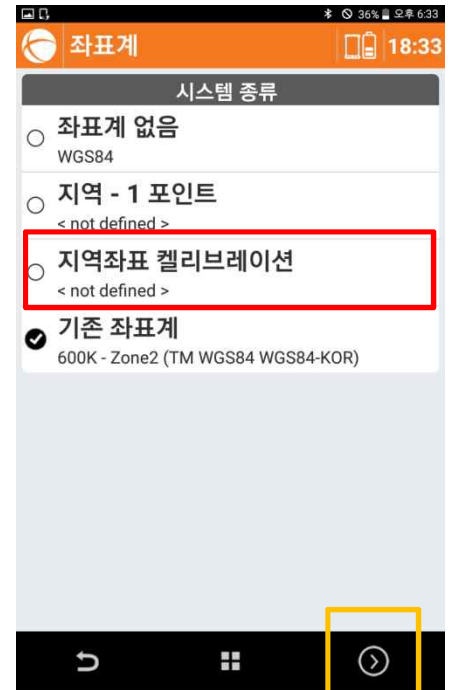 36% 오후 6:33
좌표계 18:33
시스템 종류
좌표계 없음
WGS84
지역 - 1 포인트
< not defined >
지역좌표 켈리브레이션
< not defined >
기존 좌표계
600K - Zone2 (TM WGS84 WGS84-KOR)